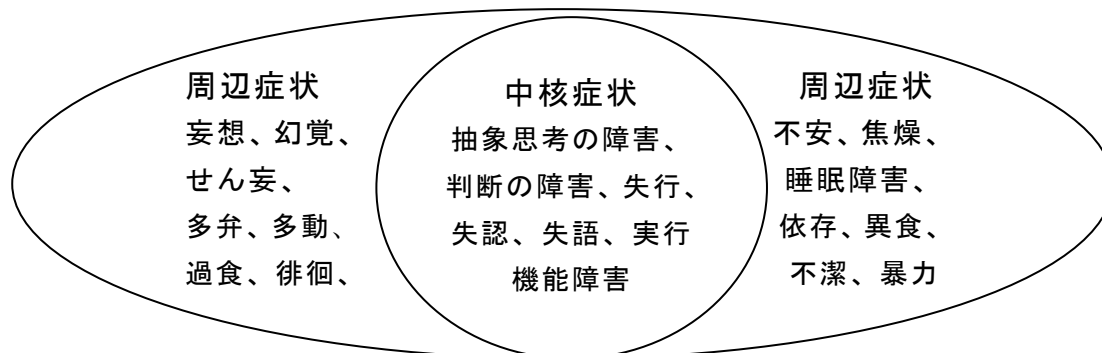 周辺症状
妄想、幻覚、
せん妄、
多弁、多動、
過食、徘徊、
中核症状
抽象思考の障害、
判断の障害、失行、
失認、失語、実行
機能障害
周辺症状
不安、焦燥、
睡眠障害、
依存、異食、
不潔、暴力